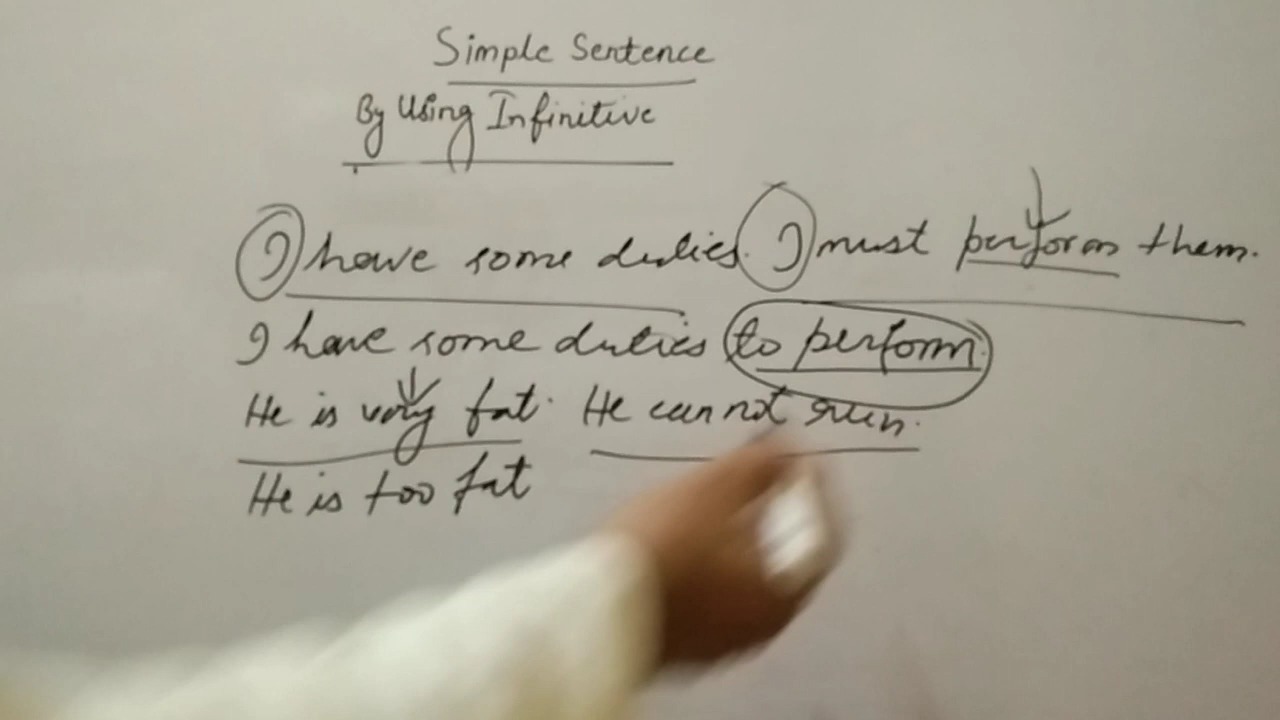 Simple Sentence
By Using Infinitive
I have some duties. I must perform them.
I have some duties to perform.
He is very fat. He cannot run.
He is too fat